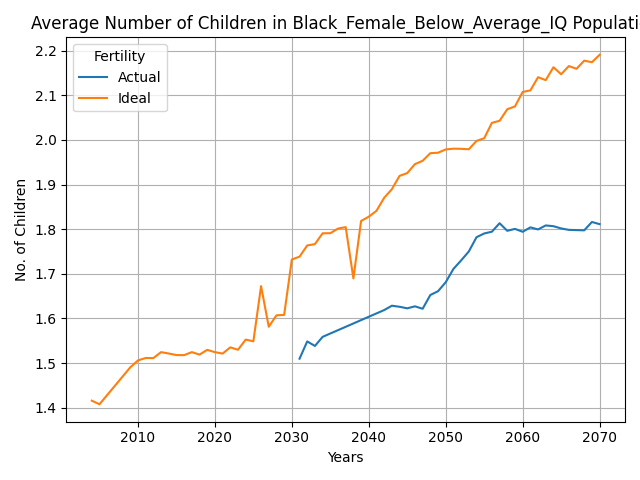 Average Number of Children in Black_Female_Below_Average_IQ Populati
Fertility
Actual
Ideal
No. of Children
2.2
2.1
2.0
1.9
1.8
1.7
1.6
1.5
1.4
2010 2020 2030 2040 2050 2060 2070
Years